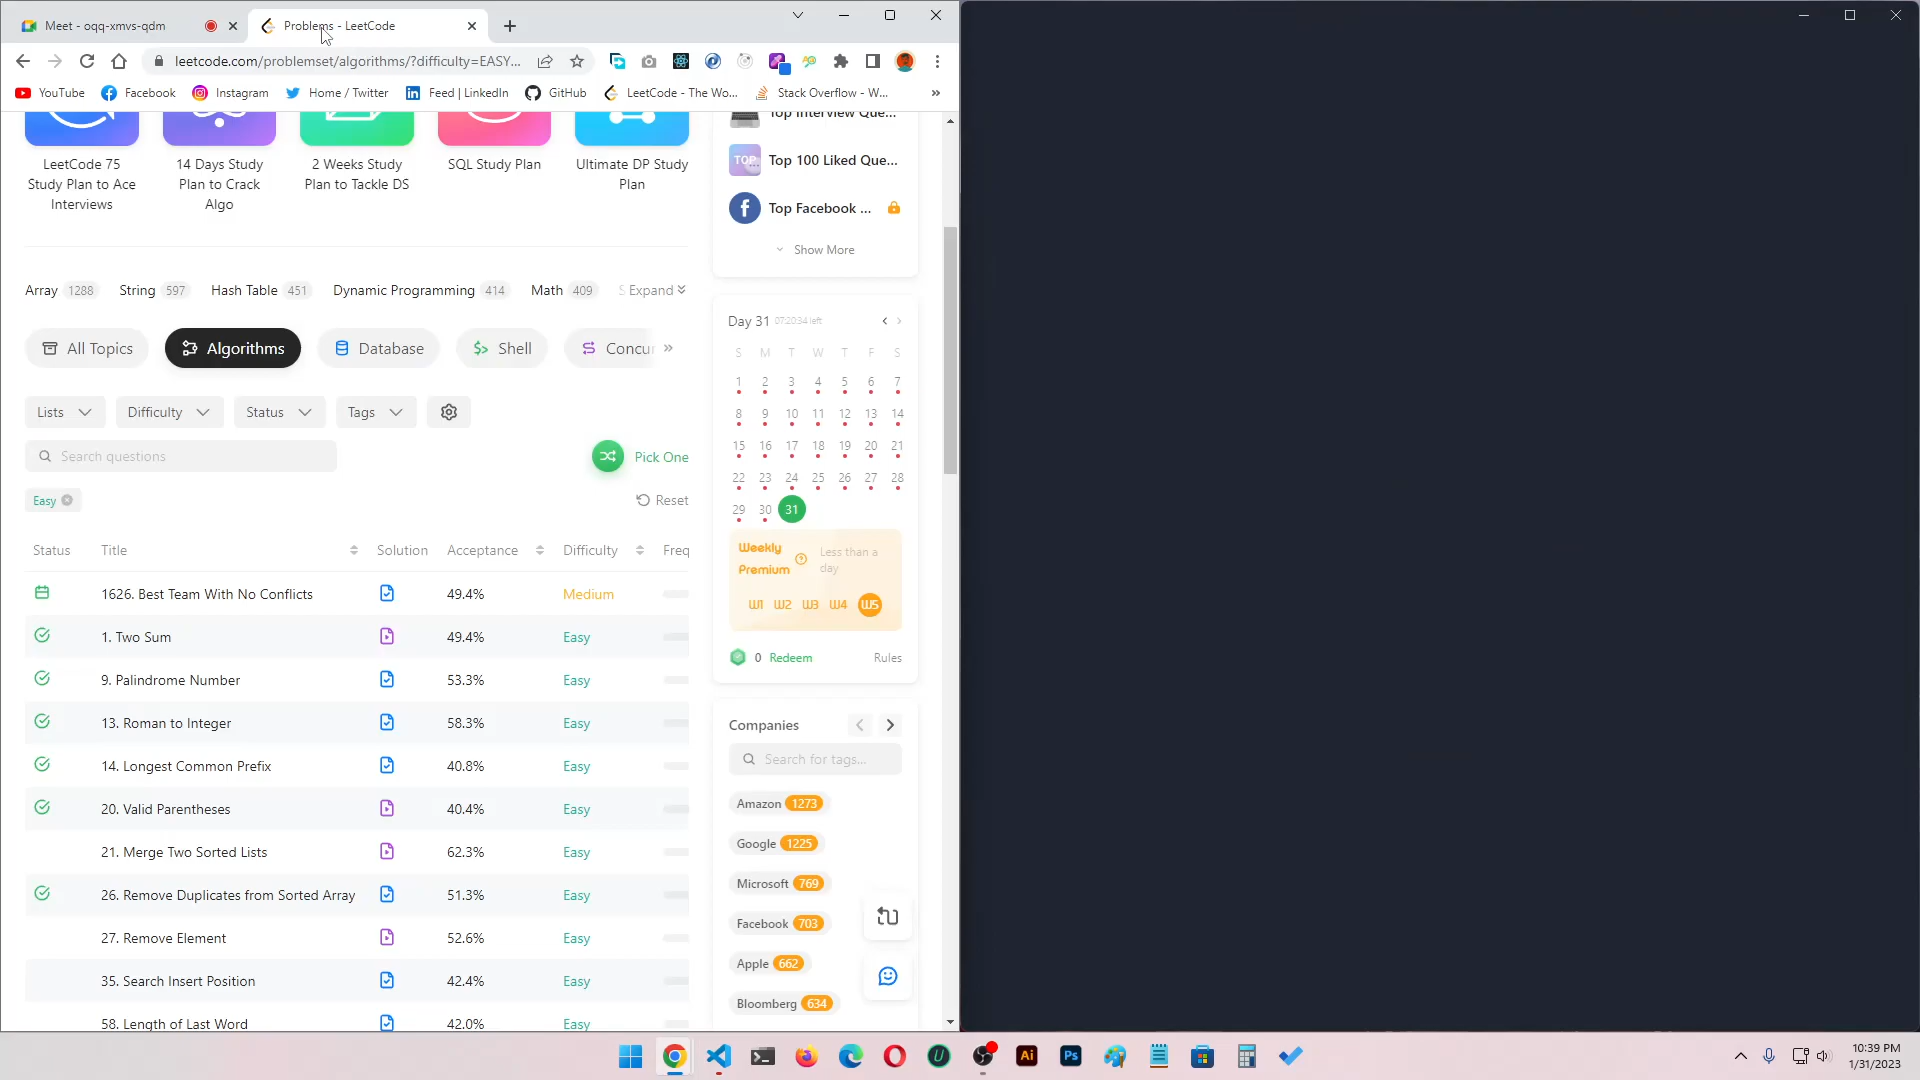 Meet - oqq-xmvs-qdm
Problems - LeetCode
leetcode.com/problemset/algorithms/?difficulty=EASY...
YouTube
Facebook
Instagram
Home / Twitter
Feed | LinkedIn
GitHub
LeetCode - The Wo...
Stack Overflow - W...
LeetCode 75
Study Plan to Ace
Interviews
14 Days Study
Plan to Crack
Algo
2 Weeks Study
Plan to Tackle DS
SQL Study Plan
Ultimate DP Study
Plan
Top Interview Que...
TOP
Top 100 Liked Que...
Top Facebook ...
Show More
Array 1288
String 597
Hash Table 451
Dynamic Programming 414
Math 409
S Expand
All Topics
Algorithms
Database
$> Shell
Concur
Lists
Difficulty
Status
Tags
Search questions
Pick One
Easy
Reset
Status Title Solution Acceptance Difficulty Freq
1626. Best Team With No Conflicts 49.4% Medium
1. Two Sum 49.4% Easy
9. Palindrome Number 53.3% Easy
13. Roman to Integer 58.3% Easy
14. Longest Common Prefix 40.8% Easy
20. Valid Parentheses 40.4% Easy
21. Merge Two Sorted Lists 62.3% Easy
26. Remove Duplicates from Sorted Array 51.3% Easy
27. Remove Element 52.6% Easy
35. Search Insert Position 42.4% Easy
58. Length of Last Word 42.0% Easy
Day 31 07:20:34 left
S M T W T F S
1 2 3 4 5 6 7
8 9 10 11 12 13 14
15 16 17 18 19 20 21
22 23 24 25 26 27 28
29 30 31
Weekly
Premium
Less than a
day
W1 W2 W3 W4 W5
0 Redeem
Rules
Companies
Search for tags...
Amazon 1273
Google 1225
Microsoft 769
Facebook 703
Apple 662
Bloomberg 634
Ai
Ps
10:39 PM
1/31/2023